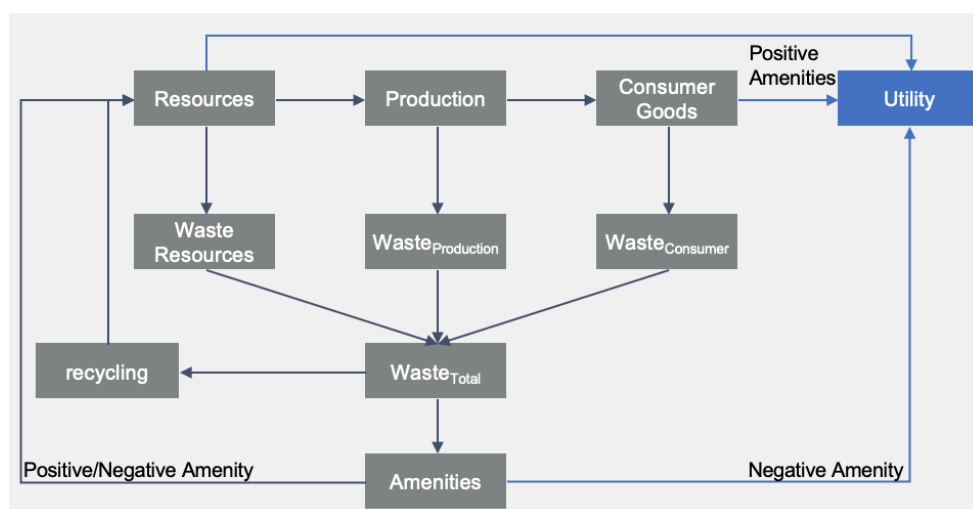 Positive
Amenities
Resources
Production
Consumer
Goods
Utility
Waste
Resources
WasteProduction
WasteConsumer
recycling
WasteTotal
Positive/Negative Amenity
Amenities
Negative Amenity